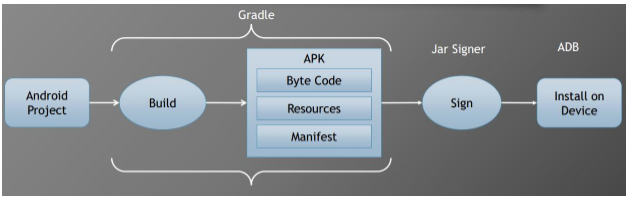 Gradle
Jar Signer
ADB
Android
Project
Build
APK
Byte Code
Resources
Manifest
Sign
Install on
Device